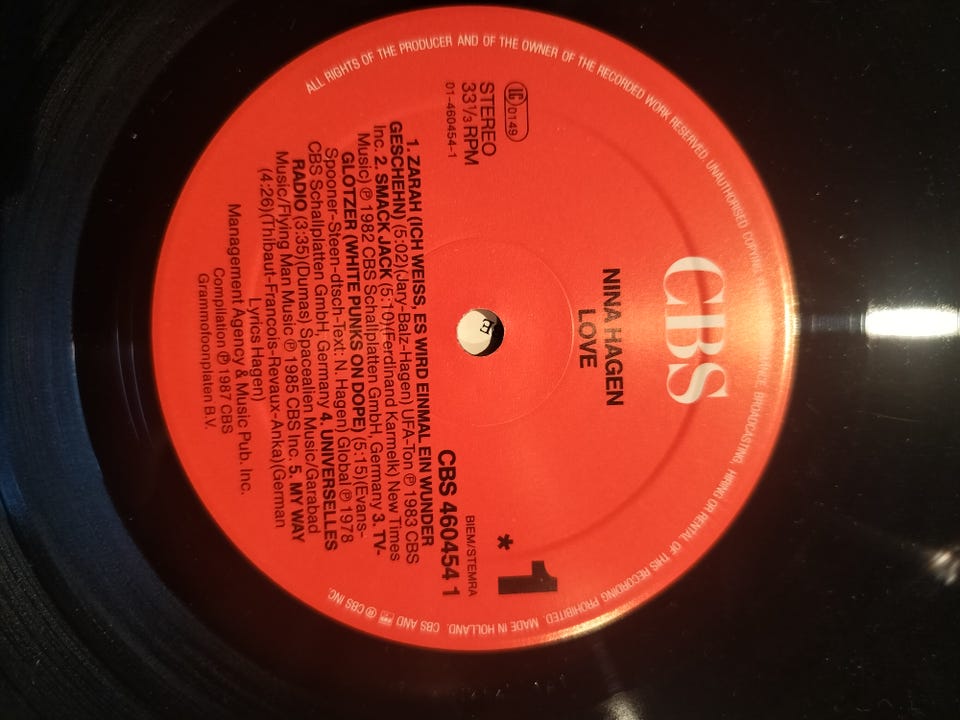 ALL RIGHTS OF THE PRODUCER AND OF THE OWNER OF THE RECORDED WORK RESERVED UNAUTHORISED COPYING BROADCASTING, HIRING OR RENTAL OF THIS RECORDING PROHIBITED. MADE IN HOLLAND. CBS AND ® CBS INC.
CBS
NINA HAGEN
LOVE
LC 0149
STEREO
33 1/3 RPM
01-460454-1
1
*
BIEM/STEMRA
CBS 460454 1
1. ZARAH (ICH WEISS, ES WIRD EINMAL EIN WUNDER
GESCHEHN) (5:02)(Jary-Balz-Hagen) UFA-Ton ℗ 1983 CBS
Inc. 2. SMACK JACK (5:10)(Ferdinand Karmelk) New Times
Music) ℗ 1982 CBS Schallplatten GmbH, Germany 3. TV-
GLOTZER (WHITE PUNKS ON DOPE) (5:15)(Evans-
Spooner-Steen-dtsch-Text: N. Hagen) Global ℗ 1978
CBS Schallplatten GmbH, Germany 4. UNIVERSELLES
RADIO (3:35)(Dumas) Spaceallien Music/Garabad
Music/Flying Man Music ℗ 1985 CBS Inc. 5. MY WAY
(4:26)(Thibaut-Francois-Revaux-Anka)(German
Lyrics Hagen)
Management Agency & Music Pub. Inc.
Compilation ℗ 1987 CBS
Grammofoonplaten B.V.